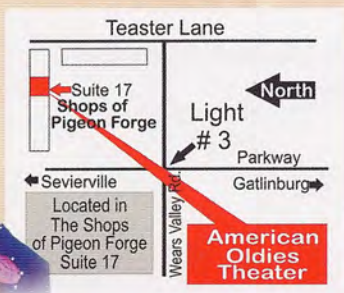 Teaster Lane
Suite 17
Shops of
Pigeon Forge
North
Light
# 3
Parkway
Sevierville
Gatlinburg
Wears Valley Rd.
Located in
The Shops
of Pigeon Forge
Suite 17
American
Oldies
Theater